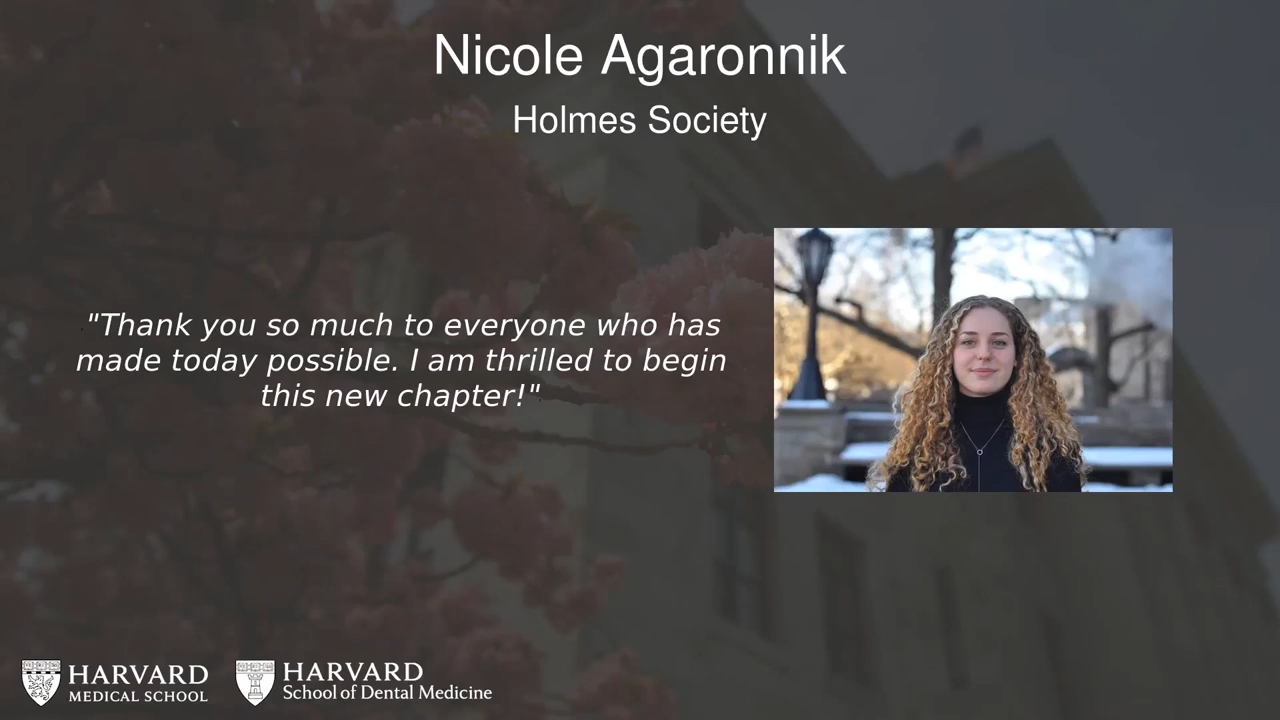 Nicole Agaronnik
Holmes Society
"Thank you so much to everyone who has
made today possible. I am thrilled to begin
this new chapter!"
HARVARD
MEDICAL SCHOOL
HARVARD
School of Dental Medicine